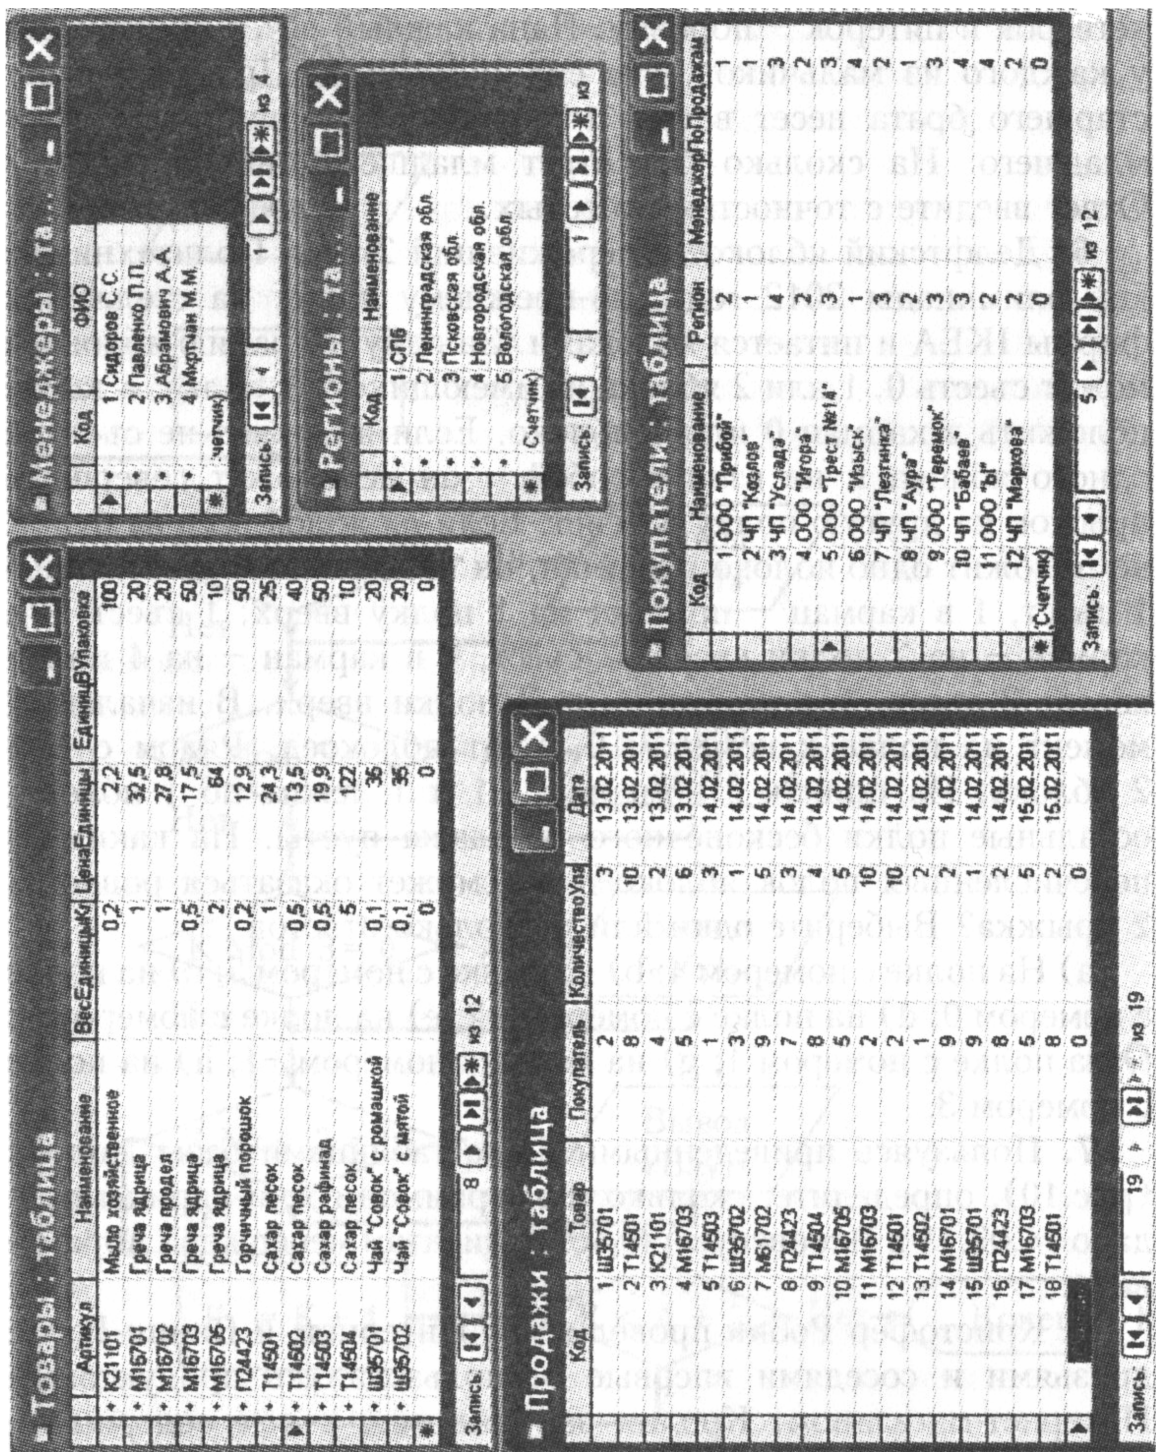 Товары : таблица
Артикул Наименование ВесЕдиницыКг ЦенаЕдиницы ЕдиницВУпаковке
К21101 Мыло хозяйственное 0,2 2,2 100
М16701 Греча ядрица 1 32,5 20
М16702 Греча продел 1 27,8 20
М16703 Греча ядрица 0,5 17,5 50
М16705 Греча ядрица 2 64 10
П24423 Горчичный порошок 0,2 12,9 50
Т14501 Сахар песок 1 24,3 25
Т14502 Сахар песок 0,5 13,5 40
Т14503 Сахар рафинад 0,5 19,9 50
Т14504 Сахар песок 5 122 10
Ш35701 Чай "Совок" ромашкой 0,1 35 20
Ш35702 Чай "Совок" с мятой 0,1 35 20
0 0 0
Запись: 8 из 12
Менеджеры : та...
Код ФИО
1 Сидоров С.С.
2 Павленко П.П.
3 Абрамович А.А.
4 Мкртчан М.М.
счетчик)
Запись: из 4
Регионы : та...
Код Наименование
1 СПб
2 Ленинградская обл.
3 Псковская обл.
4 Новгородская обл.
5 Вологодская обл.
Счетчик)
Запись: 1
Продажи : таблица
Код Товар Покупатель КоличествоУпа Дата
1 Ш35701 2 3 13.02.2011
2 Т14501 8 10 13.02.2011
3 К21101 4 2 13.02.2011
4 М16703 5 6 13.02.2011
5 Т14503 1 3 14.02.2011
6 Ш35702 3 1 14.02.2011
7 М61702 9 5 14.02.2011
8 П24423 7 3 14.02.2011
9 Т14504 8 4 14.02.2011
10 М16705 5 1 14.02.2011
11 М16703 2 10 14.02.2011
12 Т14501 2 10 14.02.2011
13 Т14502 1 2 14.02.2011
14 М16701 9 2 14.02.2011
15 Ш35701 9 1 14.02.2011
16 П24423 8 2 14.02.2011
17 М16703 5 5 15.02.2011
18 Т14501 8 2 15.02.2011
0 0
Запись: 19 из 19
Покупатели : таблица
Код Наименование Регион МенеджерПоПродажам
1 ООО "Прибой" 2 1
2 ЧП "Козлов" 1 1
3 ЧП "Услада" 4 3
4 ООО "Игора" 2 2
5 ООО "Трест №14" 3 3
6 ООО "Изыск" 1 4
7 ЧП "Лезгинка" 3 2
8 ЧП "Аура" 2 1
9 ООО "Теремок" 3 3
10 ЧП "Бабаев" 3 4
11 ООО "Ы" 2 4
12 ЧП "Мархова" 2 2
Счетчик) 0 0
Запись: 5 из 12